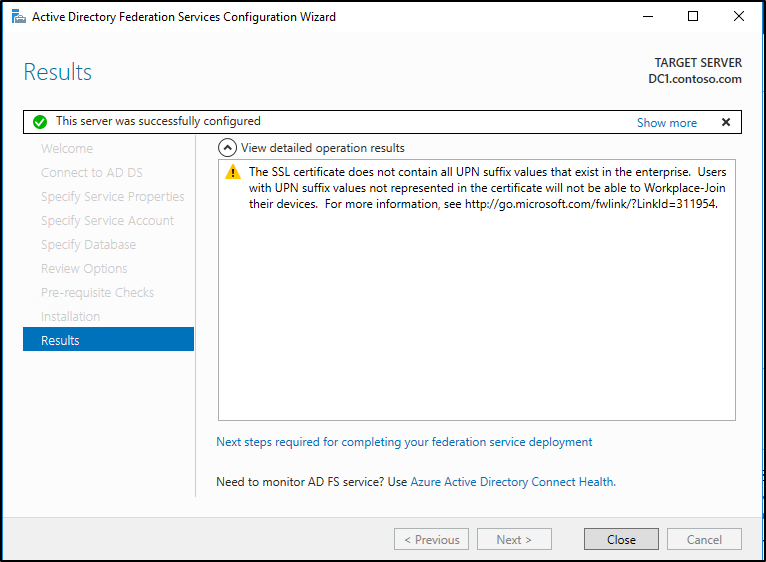 Active Directory Federation Services Configuration Wizard
Results
TARGET SERVER
DC1.contoso.com
This server was successfully configured
Show more
Welcome
Connect to AD DS
Specify Service Properties
Specify Service Account
Specify Database
Review Options
Pre-requisite Checks
Installation
Results
View detailed operation results
The SSL certificate does not contain all UPN suffix values that exist in the enterprise. Users
with UPN suffix values not represented in the certificate will not be able to Workplace-Join
their devices. For more information, see http://go.microsoft.com/fwlink/?LinkId=311954.
Next steps required for completing your federation service deployment
Need to monitor AD FS service? Use Azure Active Directory Connect Health.
< Previous
Next >
Close
Cancel